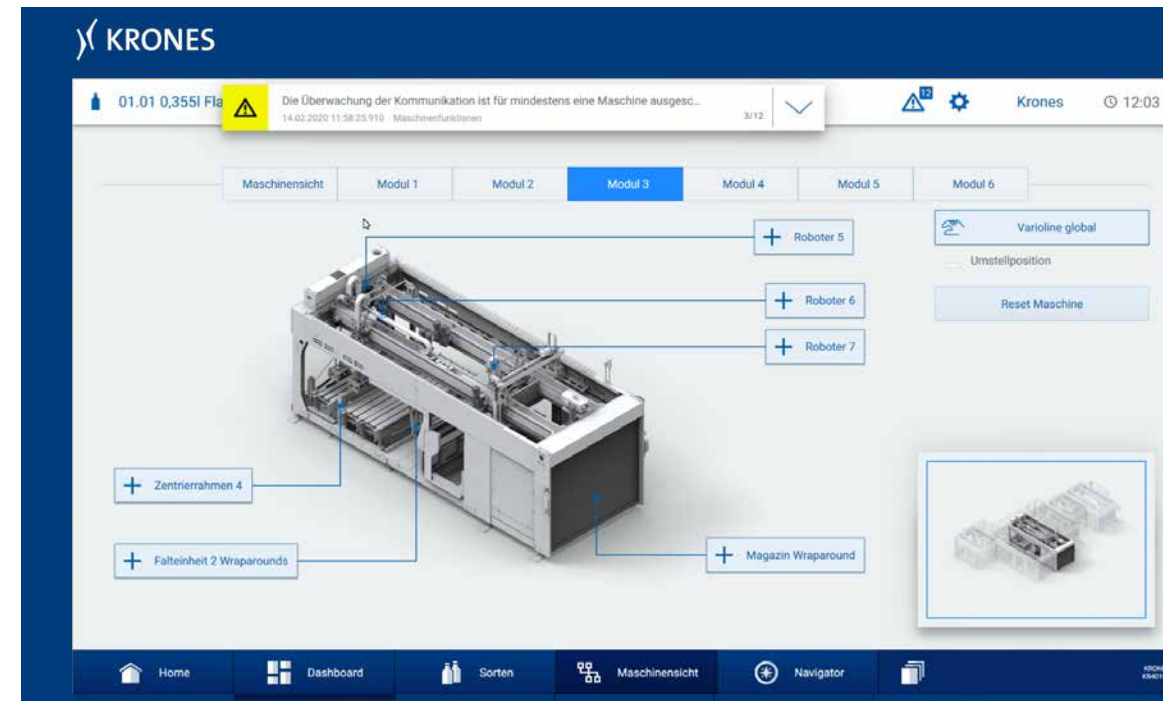 KRONES
01.01 0,355l Fla
Die Überwachung der Kommunikation ist für mindestens eine Maschine ausgesc...
14.02.2020 11:58:25.910 Maschinenfunktionen
3/12
12
Krones
12:03
Maschinensicht
Modul 1
Modul 2
Modul 3
Modul 4
Modul 5
Modul 6
Roboter 5
Varioline global
Umstellposition
Roboter 6
Reset Maschine
Roboter 7
Zentrierrahmen 4
Falteinheit 2 Wraparounds
Magazin Wraparound
Home
Dashboard
Sorten
Maschinensicht
Navigator